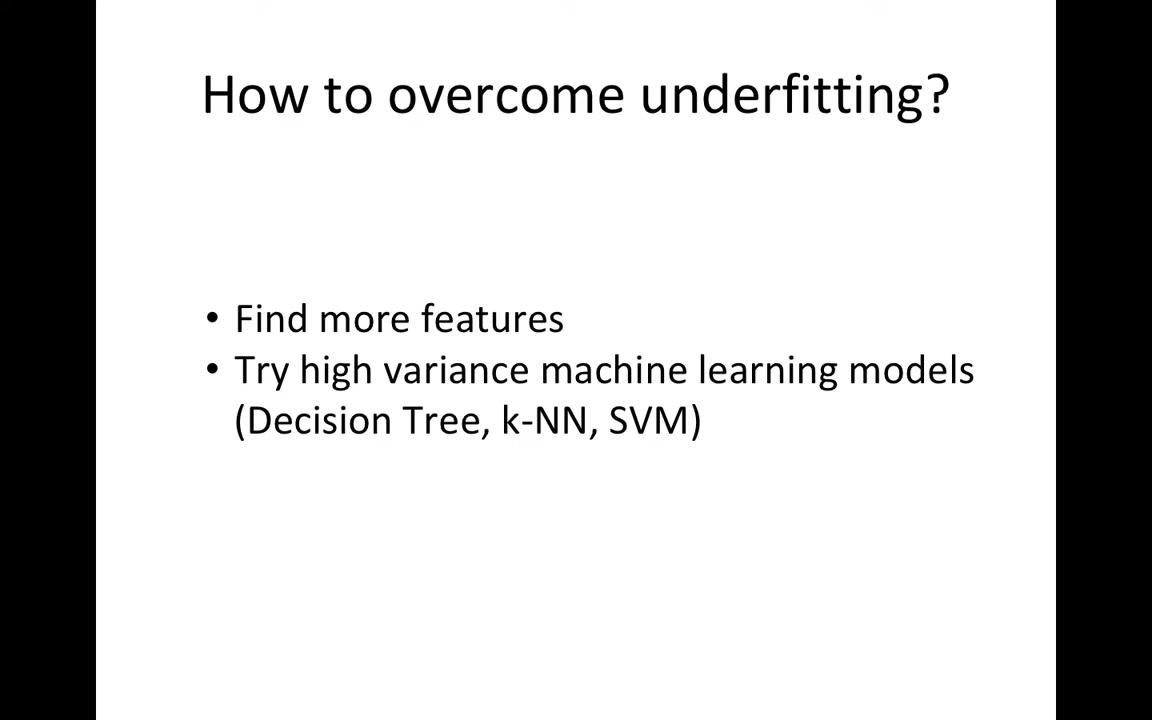 How to overcome underfitting?
• Find more features
• Try high variance machine learning models
(Decision Tree, k-NN, SVM)